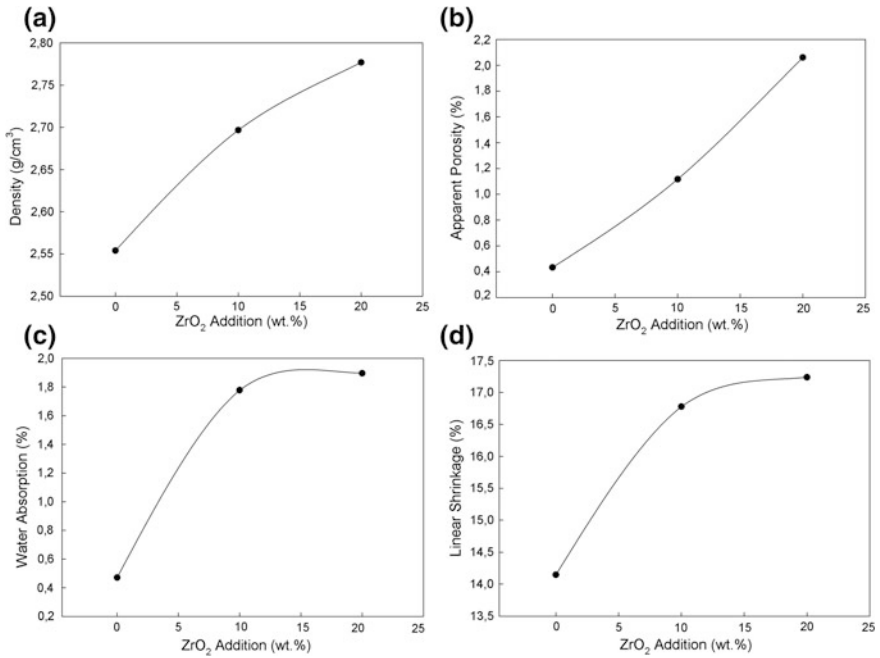 (a)
2,80
2,75
2,70
2,65
2,60
2,55
2,50
Density (g/cm³)
0 5 10 15 20 25
ZrO₂ Addition (wt.%)
(b)
2,2
2,0
1,8
1,6
1,4
1,2
1,0
0,8
0,6
0,4
0,2
Apparent Porosity (%)
0 5 10 15 20 25
ZrO₂ Addition (wt.%)
(c)
2,0
1,8
1,6
1,4
1,2
1,0
0,8
0,6
0,4
0,2
Water Absorption (%)
0 5 10 15 20 25
ZrO₂ Addition (wt.%)
(d)
17,5
17,0
16,5
16,0
15,5
15,0
14,5
14,0
13,5
Linear Shrinkage (%)
0 5 10 15 20 25
ZrO₂ Addition (wt.%)